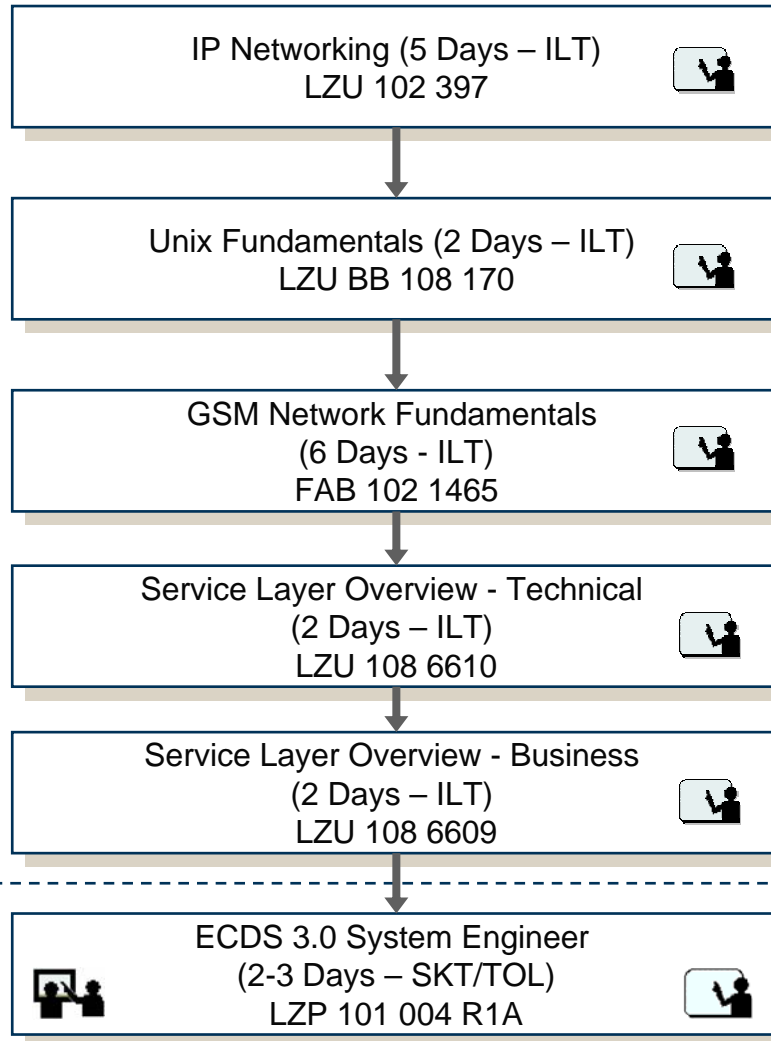 IP Networking (5 Days – ILT)
LZU 102 397
Unix Fundamentals (2 Days – ILT)
LZU BB 108 170
GSM Network Fundamentals
(6 Days - ILT)
FAB 102 1465
Service Layer Overview - Technical
(2 Days – ILT)
LZU 108 6610
Service Layer Overview - Business
(2 Days – ILT)
LZU 108 6609
ECDS 3.0 System Engineer
(2-3 Days – SKT/TOL)
LZP 101 004 R1A